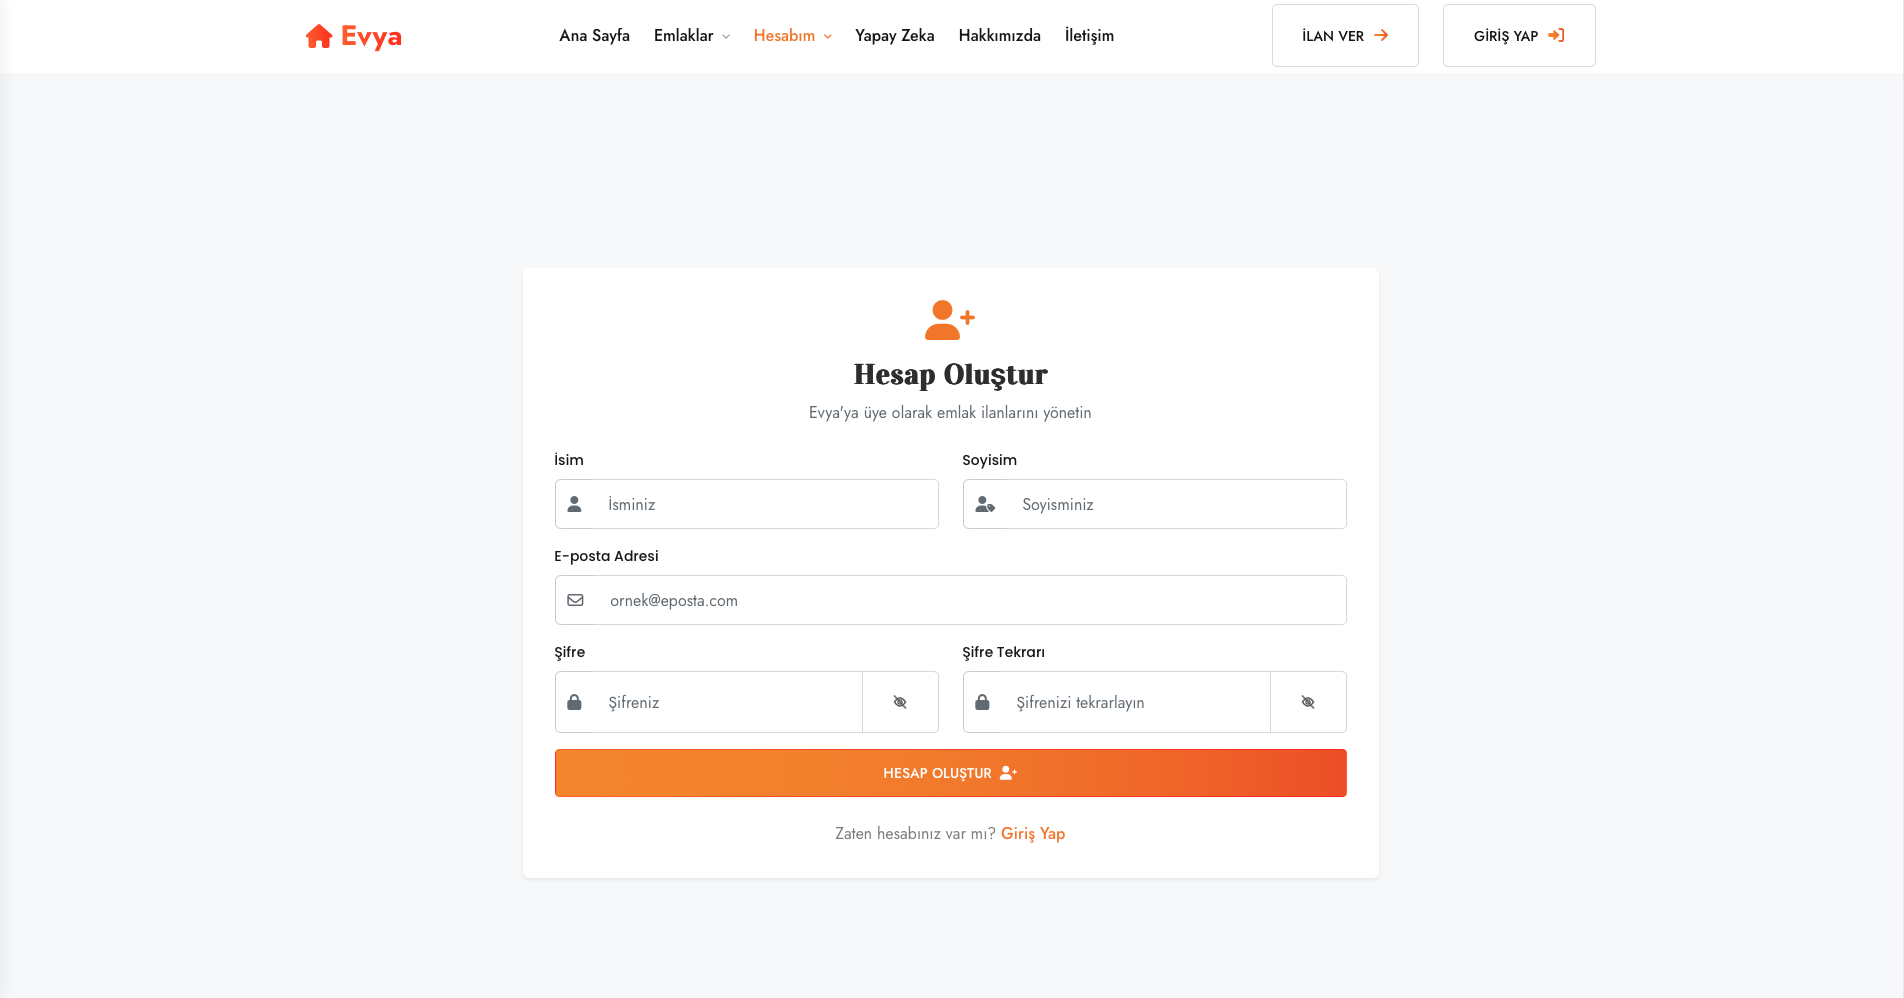 Evya
Ana Sayfa Emlaklar Hesabım Yapay Zeka Hakkımızda İletişim
İLAN VER
GİRİŞ YAP
Hesap Oluştur
Evya'ya üye olarak emlak ilanlarını yönetin
İsim
Soyisim
İsminiz
Soyisminiz
E-posta Adresi
ornek@eposta.com
Şifre
Şifre Tekrarı
Şifreniz
Şifrenizi tekrarlayın
HESAP OLUŞTUR
Zaten hesabınız var mı? Giriş Yap